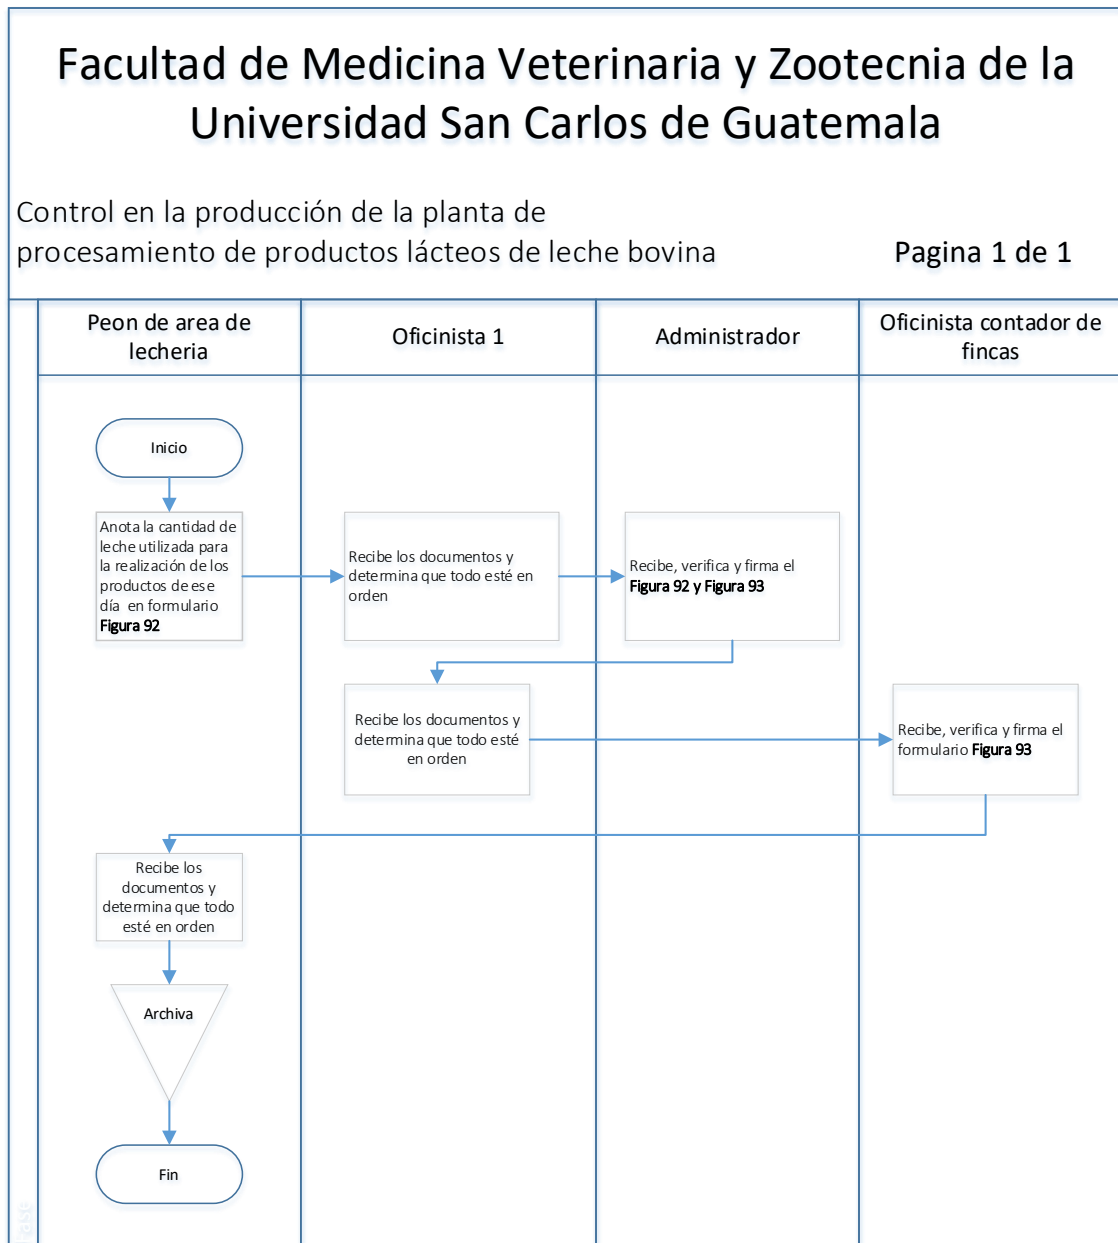 Facultad de Medicina Veterinaria y Zootecnia de la
Universidad San Carlos de Guatemala
Control en la producción de la planta de
procesamiento de productos lácteos de leche bovina
Pagina 1 de 1
Peon de area de
lecheria
Oficinista 1
Administrador
Oficinista contador de
fincas
Inicio
Anota la cantidad de
leche utilizada para
la realización de los
productos de ese
día en formulario
Figura 92
Recibe los documentos y
determina que todo esté en
orden
Recibe, verifica y firma el
Figura 92 y Figura 93
Recibe los documentos y
determina que todo esté
en orden
Recibe, verifica y firma el
formulario Figura 93
Recibe los
documentos y
determina que todo
esté en orden
Archiva
Fin
Fase